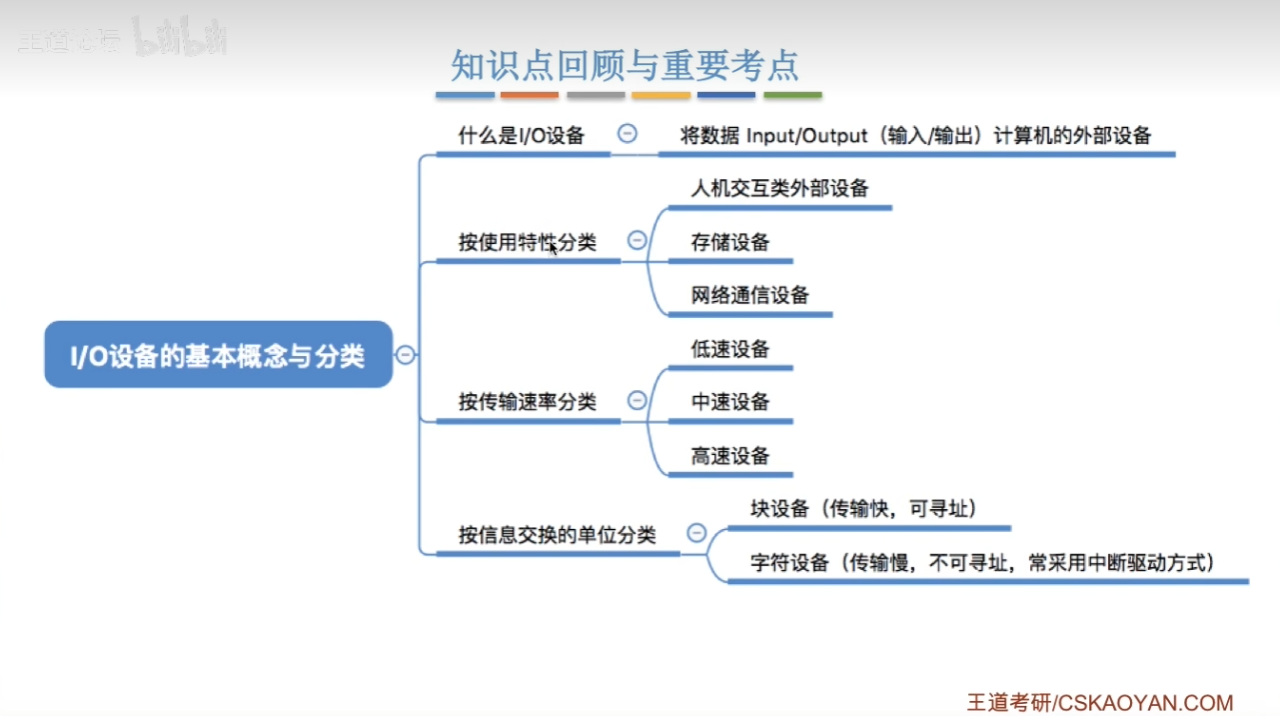 王道论坛 bilibili
知识点回顾与重要考点
什么是I/O设备
将数据 Input/Output（输入/输出）计算机的外部设备
按使用特性分类
人机交互类外部设备
存储设备
网络通信设备
I/O设备的基本概念与分类
按传输速率分类
低速设备
中速设备
高速设备
按信息交换的单位分类
块设备（传输快，可寻址）
字符设备（传输慢，不可寻址，常采用中断驱动方式）
王道考研/CSKAOYAN.COM